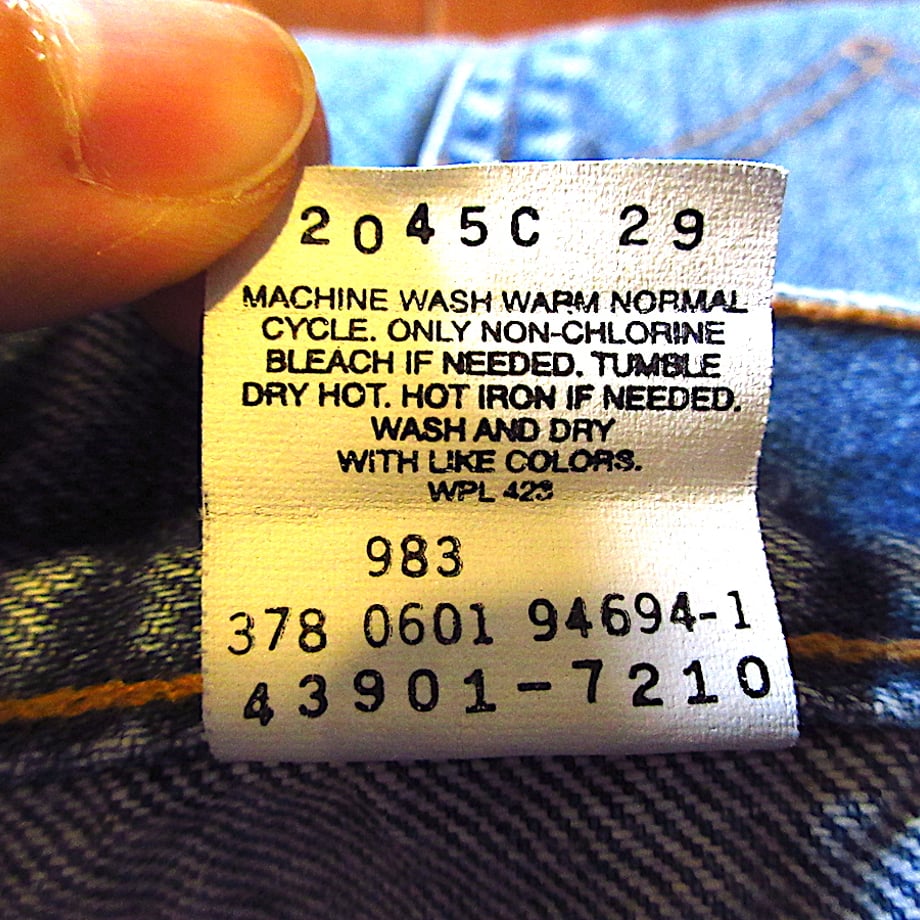 2045C 29
MACHINE WASH WARM NORMAL
CYCLE. ONLY NON-CHLORINE
BLEACH IF NEEDED. TUMBLE
DRY HOT. HOT IRON IF NEEDED.
WASH AND DRY
WITH LIKE COLORS.
WPL 423
983
378 0601 94694-1
43901-7210